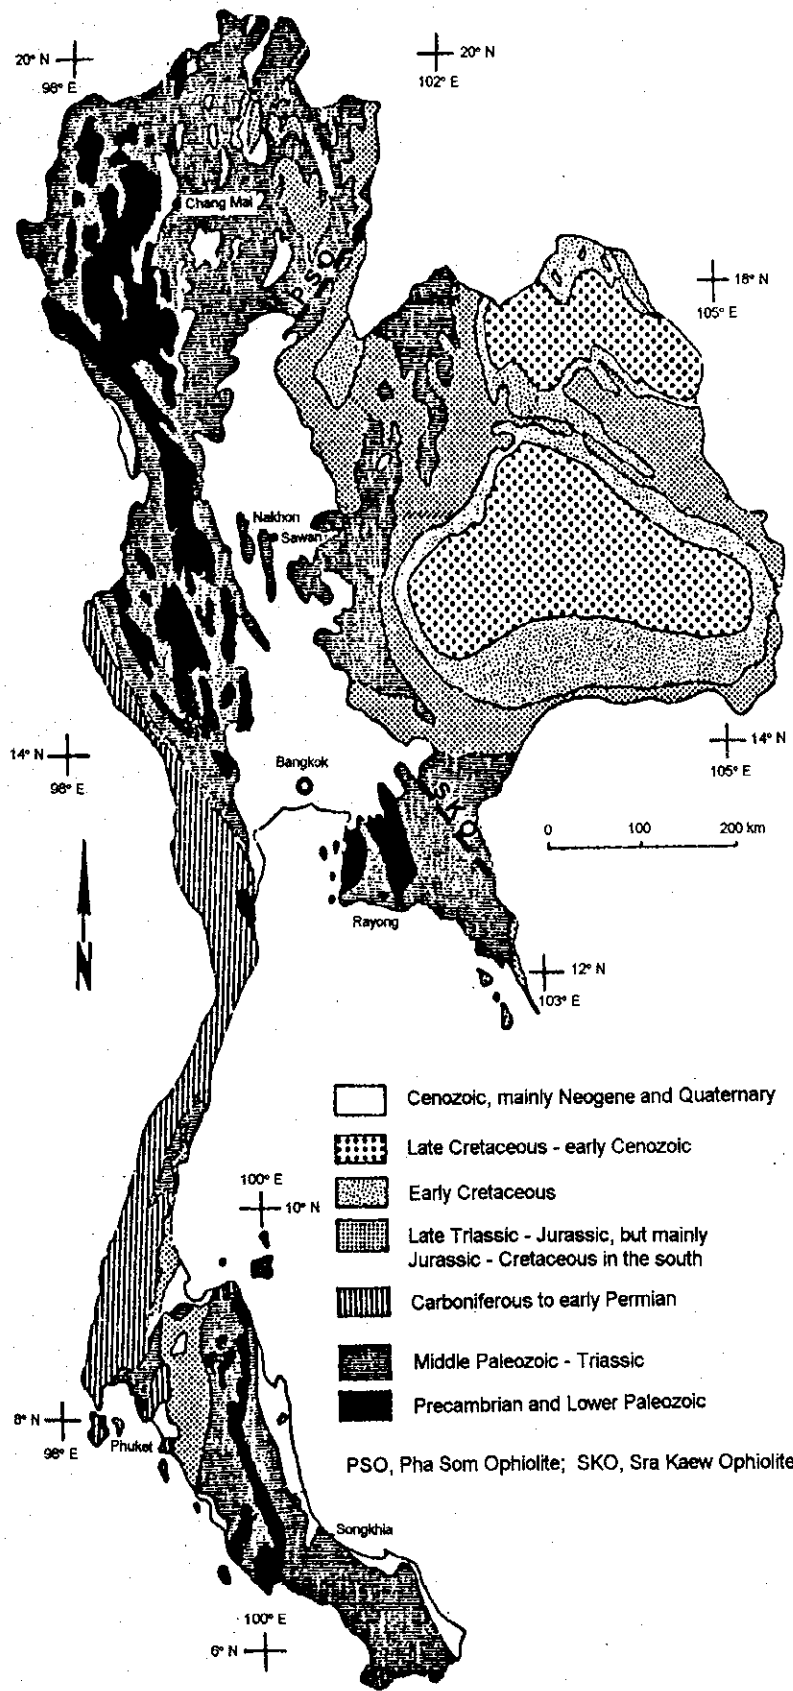 20° N
98° E
20° N
102° E
Chang Mai
PSO
18° N
105° E
Nakhon
Sawan
14° N
98° E
Bangkok
14° N
105° E
SKO
0 100 200 km
Rayong
N
12° N
103° E
Cenozoic, mainly Neogene and Quaternary
Late Cretaceous - early Cenozoic
100° E
10° N
Early Cretaceous
Late Triassic - Jurassic, but mainly
Jurassic - Cretaceous in the south
Carboniferous to early Permian
Middle Paleozoic - Triassic
Precambrian and Lower Paleozoic
8° N
98° E
Phuket
PSO, Pha Som Ophiolite; SKO, Sra Kaew Ophiolite
Songkhla
100° E
6° N